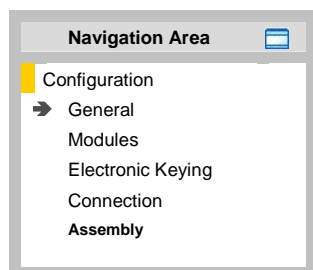 Navigation Area
Configuration
General
Modules
Electronic Keying
Connection
Assembly